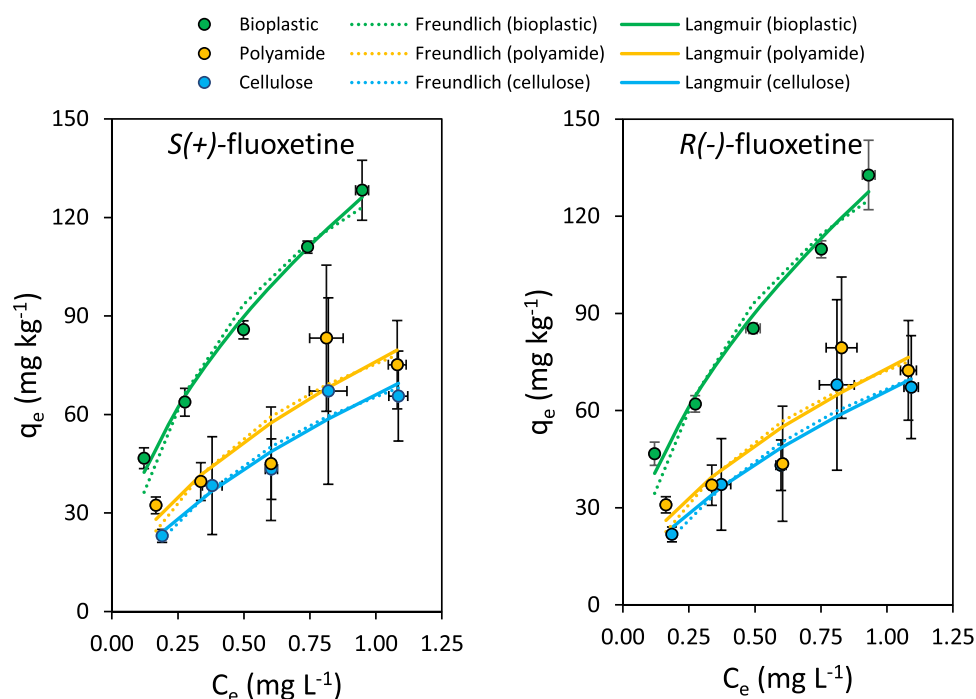 Bioplastic Freundlich (bioplastic) Langmuir (bioplastic)
Polyamide Freundlich (polyamide) Langmuir (polyamide)
Cellulose Freundlich (cellulose) Langmuir (cellulose)
S(+)-fluoxetine
150
120
90
60
30
0
qe (mg kg-1)
0.00 0.25 0.50 0.75 1.00 1.25
Ce (mg L-1)
R(-)-fluoxetine
150
120
90
60
30
0
qe (mg kg-1)
0.00 0.25 0.50 0.75 1.00 1.25
Ce (mg L-1)